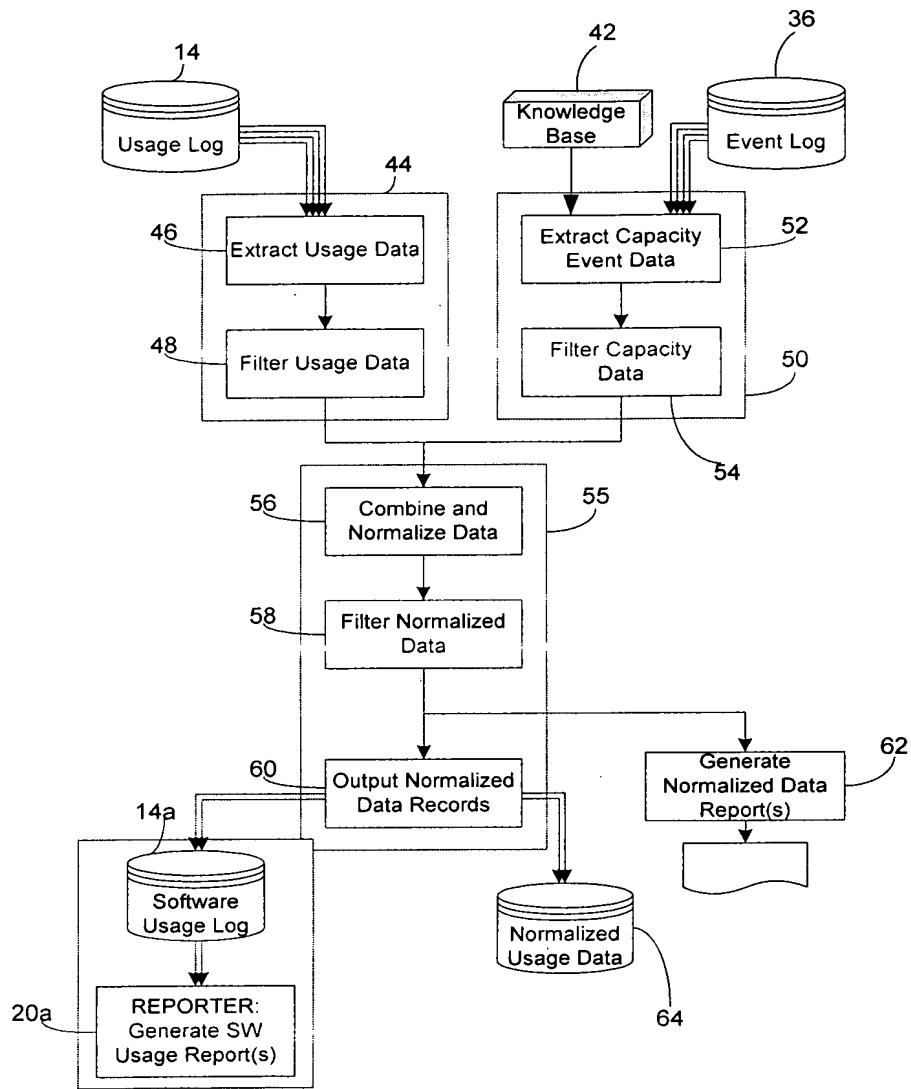 14
42
36
Usage Log
Knowledge
Base
Event Log
44
46
Extract Usage Data
Extract Capacity
Event Data
52
48
Filter Usage Data
Filter Capacity
Data
50
54
56
Combine and
Normalize Data
55
58
Filter Normalized
Data
60
Output Normalized
Data Records
Generate
Normalized Data
Report(s)
62
14a
Software
Usage Log
Normalized
Usage Data
64
20a
REPORTER:
Generate SW
Usage Report(s)